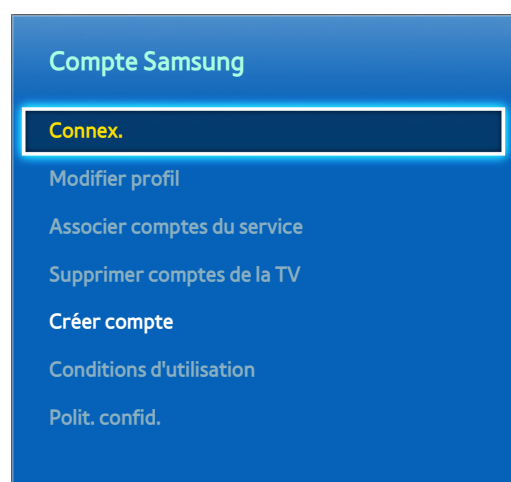 Compte Samsung
Connex.
Modifier profil
Associer comptes du service
Supprimer comptes de la TV
Créer compte
Conditions d'utilisation
Polit. confid.